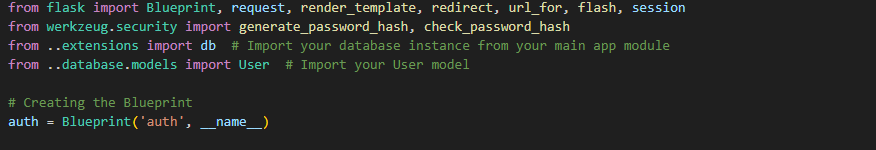 from flask import Blueprint, request, render_template, redirect, url_for, flash, session
from werkzeug.security import generate_password_hash, check_password_hash
from ..extensions import db  # Import your database instance from your main app module
from ..database.models import User  # Import your User model

# Creating the Blueprint
auth = Blueprint('auth', __name__)